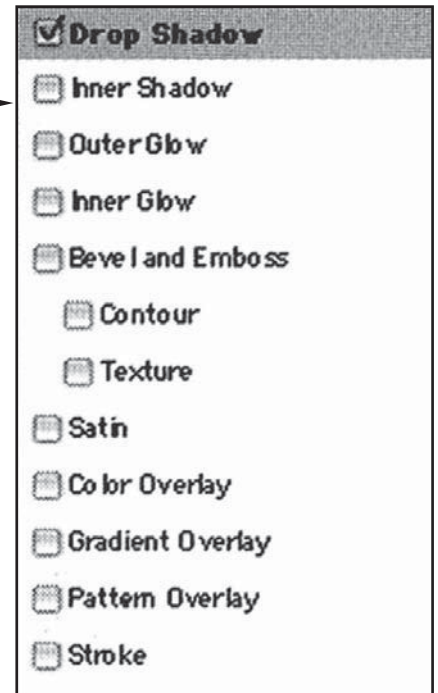 Drop Shadow
Inner Shadow
Outer Glow
Inner Glow
Bevel and Emboss
Contour
Texture
Satin
Color Overlay
Gradient Overlay
Pattern Overlay
Stroke